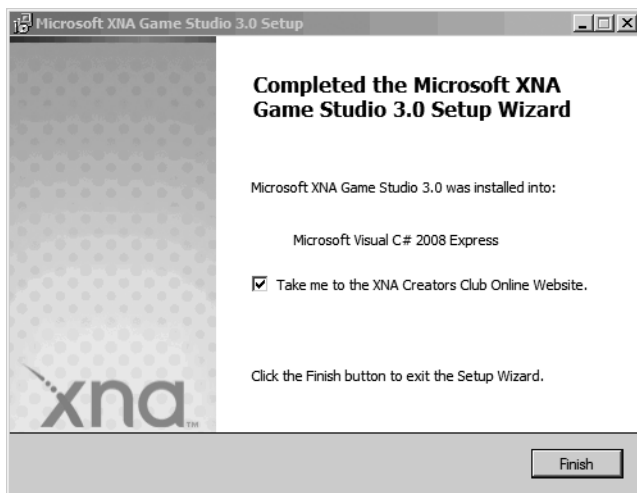 Microsoft XNA Game Studio 3.0 Setup
Completed the Microsoft XNA
Game Studio 3.0 Setup Wizard
Microsoft XNA Game Studio 3.0 was installed into:
Microsoft Visual C# 2008 Express
Take me to the XNA Creators Club Online Website.
Click the Finish button to exit the Setup Wizard.
xna™
Finish